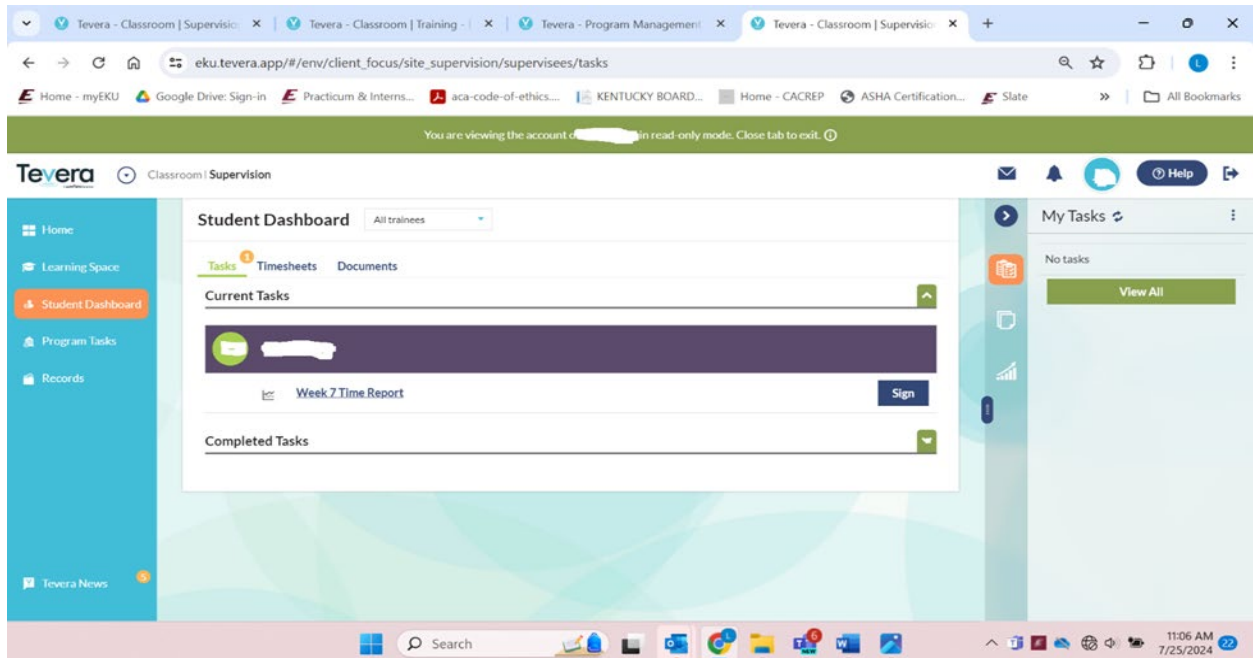 Tevera - Classroom | Supervisio
Tevera - Classroom | Training -
Tevera - Program Management
Tevera - Classroom | Supervisio
eku.tevera.app/#/env/client_focus/site_supervision/supervisees/tasks
L
Home - myEKU
Google Drive: Sign-in
Practicum & Interns...
aca-code-of-ethics....
KENTUCKY BOARD...
Home - CACREP
ASHA Certification...
Slate
»
All Bookmarks
You are viewing the account o in read-only mode. Close tab to exit.
Tevera
Classroom | Supervision
Help
Home
Learning Space
Student Dashboard
Program Tasks
Records
Tevera News
5
Student Dashboard
All trainees
Tasks
1
Timesheets
Documents
Current Tasks
Week 7 Time Report
Sign
Completed Tasks
My Tasks
No tasks
View All
Search
6
NEW
11:06 AM
7/25/2024
22